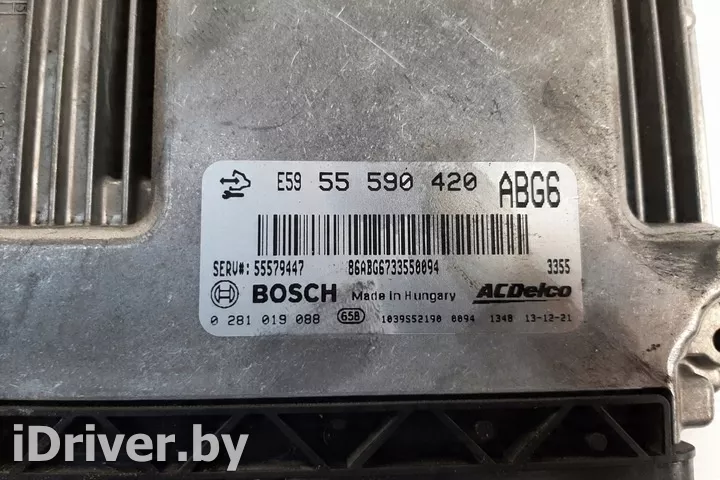 E59 55 590 420 ABG6
SERV#: 55579447 86ABG6733550094 3355
BOSCH Made in Hungary ACDelco
0 281 019 088 658 1039S52190 0094 1348 13-12-21
iDriver.by